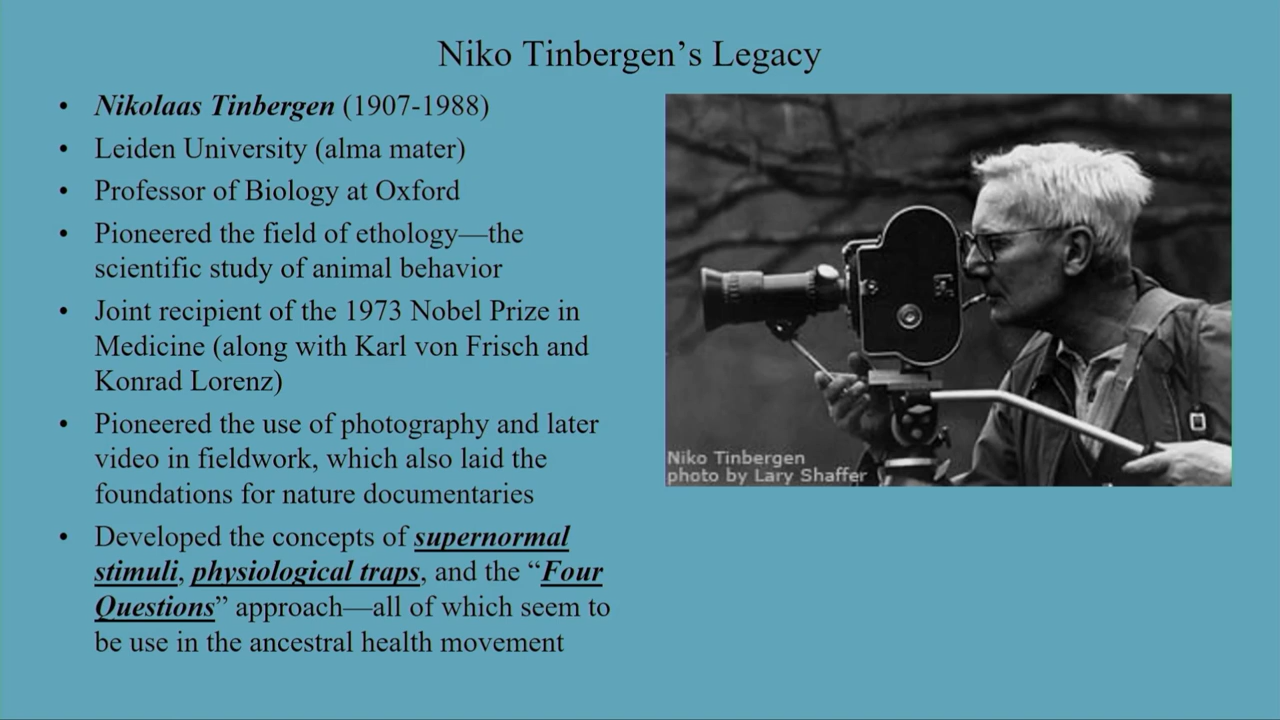 Niko Tinbergen’s Legacy
• Nikolaas Tinbergen (1907-1988)
• Leiden University (alma mater)
• Professor of Biology at Oxford
• Pioneered the field of ethology—the
scientific study of animal behavior
• Joint recipient of the 1973 Nobel Prize in
Medicine (along with Karl von Frisch and
Konrad Lorenz)
• Pioneered the use of photography and later
video in fieldwork, which also laid the
foundations for nature documentaries
• Developed the concepts of supernormal
stimuli, physiological traps, and the “Four
Questions” approach—all of which seem to
be use in the ancestral health movement
Niko Tinbergen
photo by Lary Shaffer